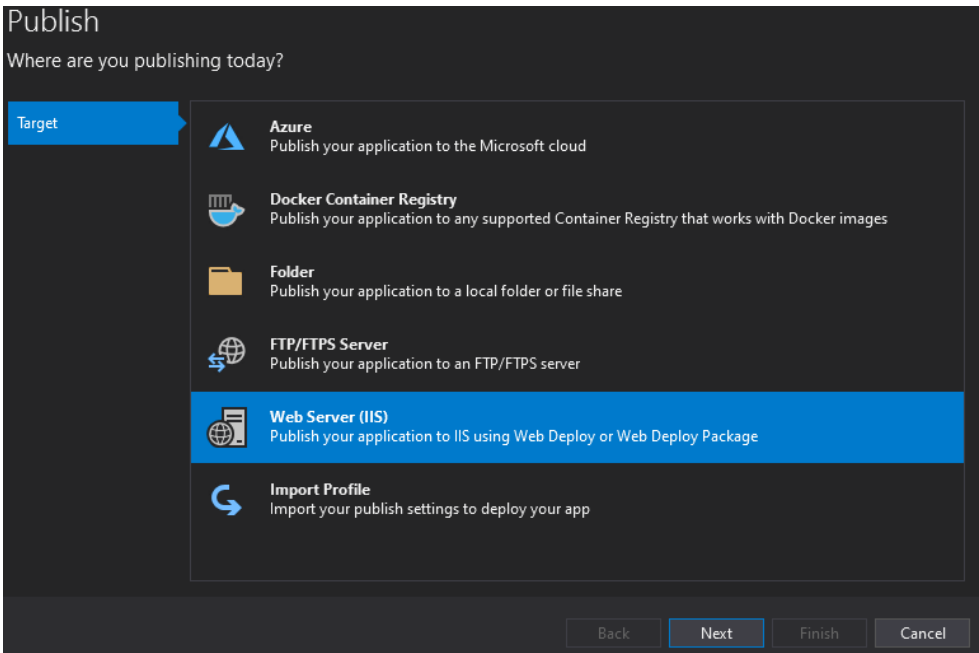 Publish
Where are you publishing today?
Target
Azure
Publish your application to the Microsoft cloud
Docker Container Registry
Publish your application to any supported Container Registry that works with Docker images
Folder
Publish your application to a local folder or file share
FTP/FTPS Server
Publish your application to an FTP/FTPS server
Web Server (IIS)
Publish your application to IIS using Web Deploy or Web Deploy Package
Import Profile
Import your publish settings to deploy your app
Back
Next
Finish
Cancel